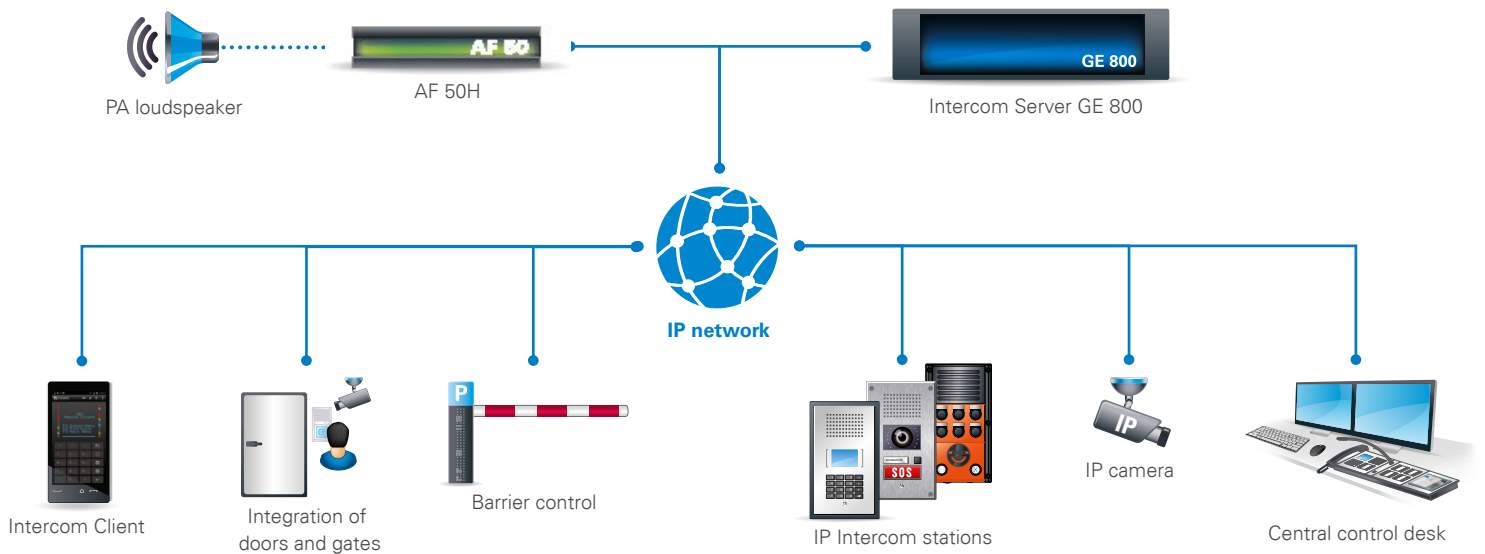 AF 50
GE 800
PA loudspeaker
AF 50H
Intercom Server GE 800
IP network
P
SOS
IP
Intercom Client
Integration of
doors and gates
Barrier control
IP Intercom stations
IP camera
Central control desk